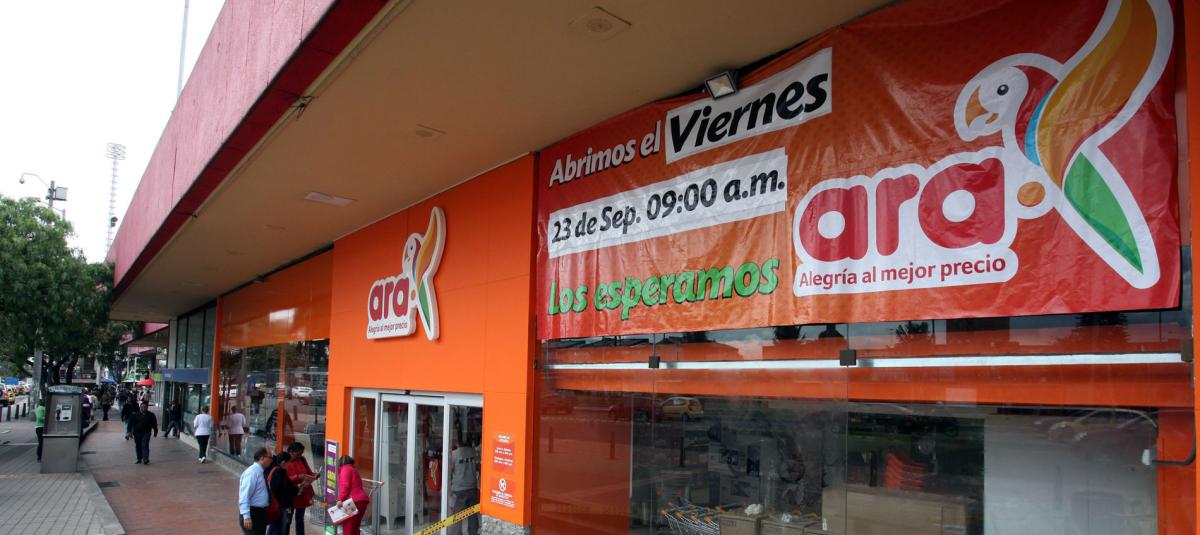 ara
Alegría al mejor precio
Abrimos el Viernes
23 de Sep. 09:00 a.m.
Los esperamos
ara
Alegría al mejor precio